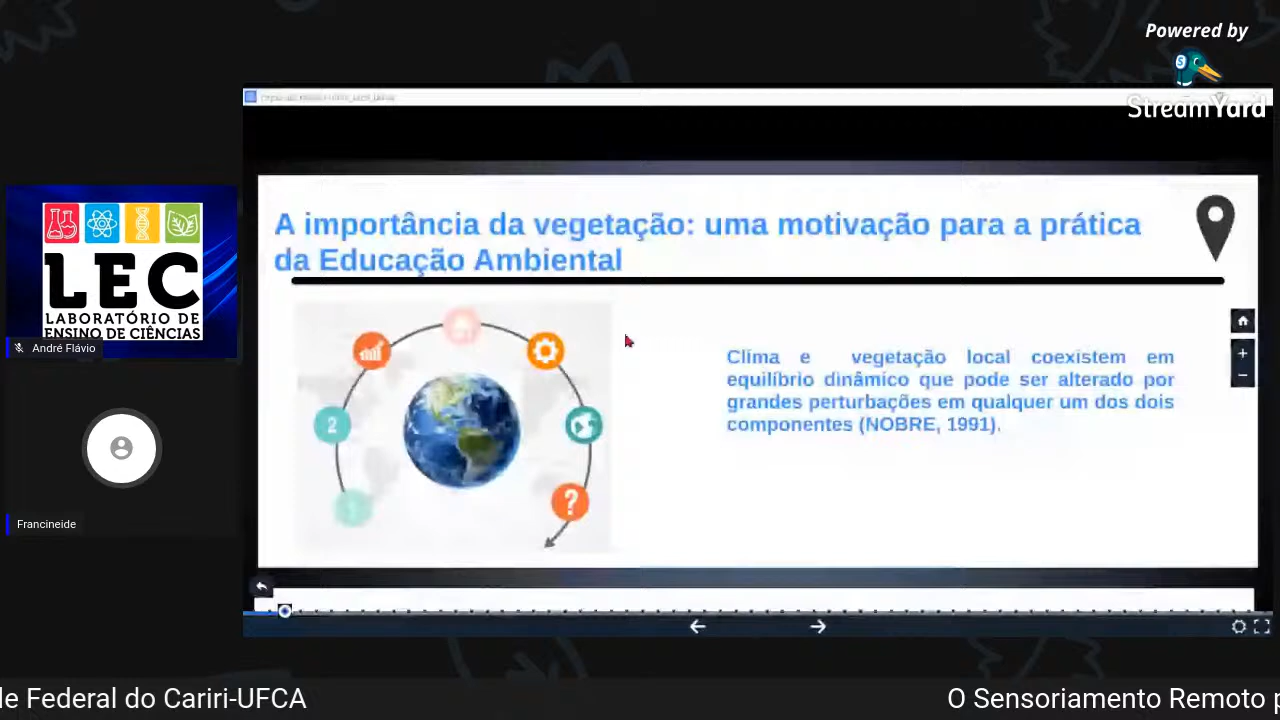 Powered by
StreamYard
A importância da vegetação: uma motivação para a prática
da Educação Ambiental
LEC
LABORATÓRIO DE
ENSINO DE CIÊNCIAS
André Flávio
2
?
Clima e vegetação local coexistem em
equilíbrio dinâmico que pode ser alterado por
grandes perturbações em qualquer um dos dois
componentes (NOBRE, 1991).
Francineide
de Federal do Cariri-UFCA
O Sensoriamento Remoto p